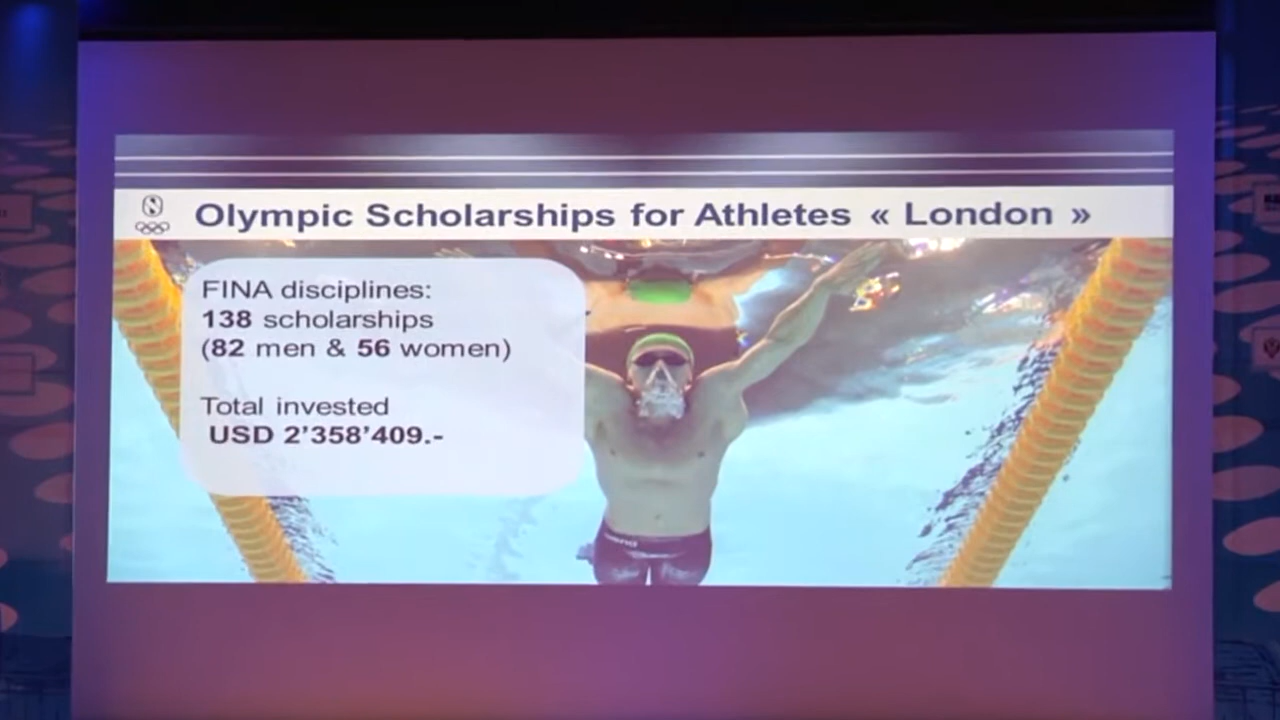 Olympic Scholarships for Athletes « London »
FINA disciplines:
138 scholarships
(82 men & 56 women)
Total invested
USD 2’358’409.-
arena